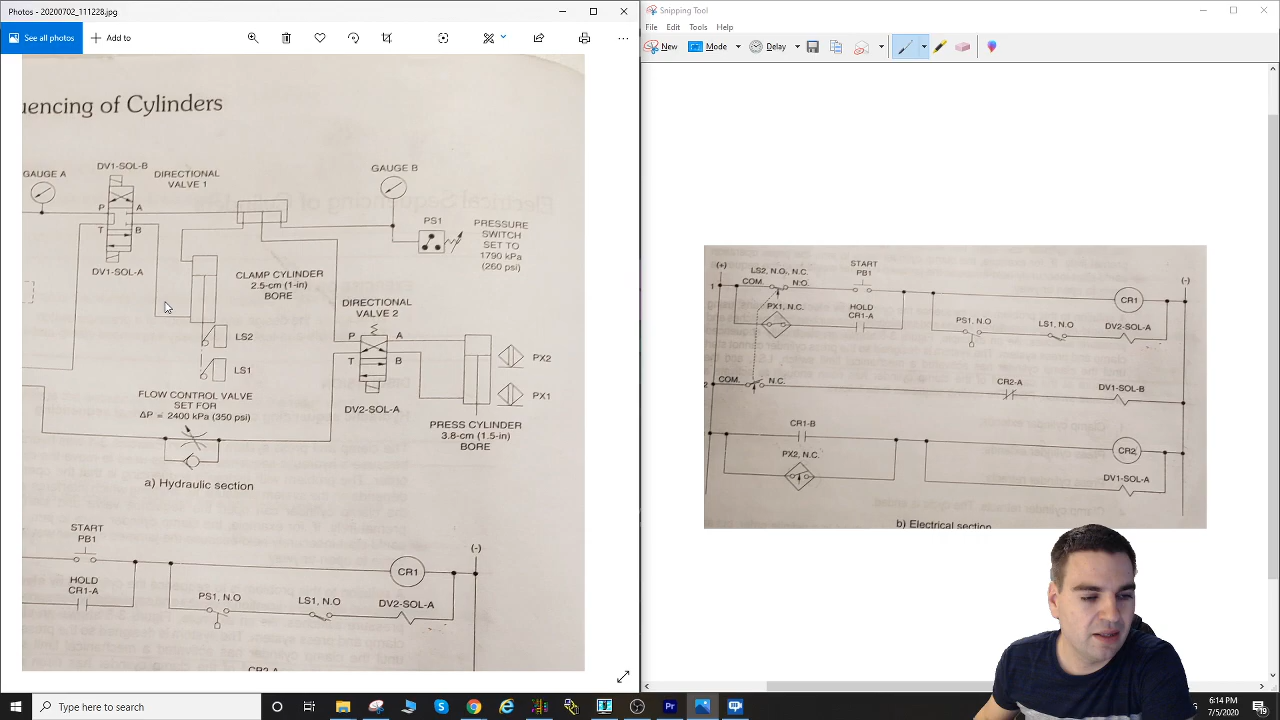 Photos - 20200702_111228.jpg
See all photos
Add to
uencing of Cylinders
GAUGE A
DV1-SOL-B
DIRECTIONAL
VALVE 1
P
A
T
B
DV1-SOL-A
GAUGE B
PS1
PRESSURE
SWITCH
SET TO
1790 kPa
(260 psi)
CLAMP CYLINDER
2.5-cm (1-in)
BORE
LS2
LS1
DIRECTIONAL
VALVE 2
P
A
T
B
DV2-SOL-A
PX2
PX1
FLOW CONTROL VALVE
SET FOR
ΔP = 2400 kPa (350 psi)
PRESS CYLINDER
3.8-cm (1.5-in)
BORE
a) Hydraulic section
START
PB1
HOLD
CR1-A
(-)
CR1
PS1, N.O
LS1, N.O
DV2-SOL-A
CR2-A
Snipping Tool
File Edit Tools Help
New Mode Delay
(+)
LS2, N.O., N.C.
START
PB1
(-)
1
COM.
N.O.
PX1, N.C.
HOLD
CR1-A
CR1
PS1, N.O
LS1, N.O
DV2-SOL-A
2
COM.
N.C.
CR2-A
DV1-SOL-B
CR1-B
CR2
PX2, N.C.
DV1-SOL-A
b) Electrical section
Type here to search
6:14 PM
7/5/2020